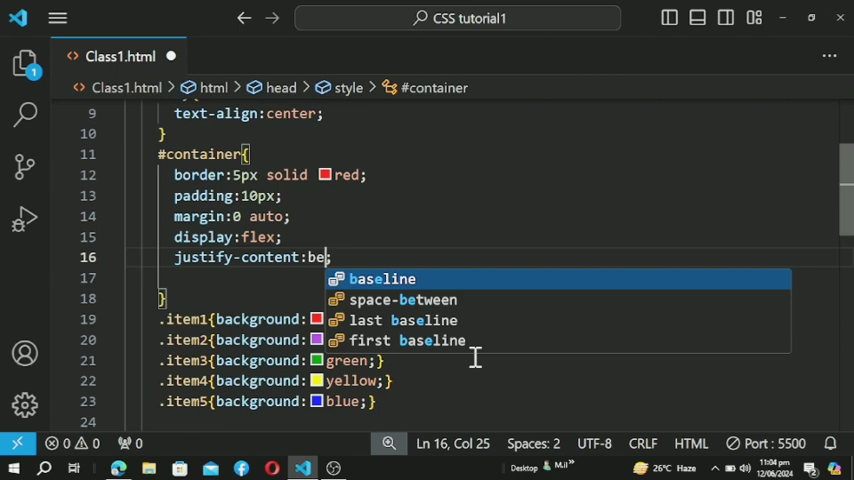 CSS tutorial1
Class1.html
Class1.html > html > head > style > #container
9 text-align:center;
10 }
11 #container{
12 border:5px solid red;
13 padding:10px;
14 margin:0 auto;
15 display:flex;
16 justify-content:be;
baseline
space-between
last baseline
first baseline
17
18 }
19 .item1{background:
20 .item2{background:
21 .item3{background: green;}
22 .item4{background: yellow;}
23 .item5{background: blue;}
24
1
0 0 0 Ln 16, Col 25 Spaces: 2 UTF-8 CRLF HTML Port : 5500
Desktop M.il » 26°C Haze 11:04 pm
12/06/2024 2